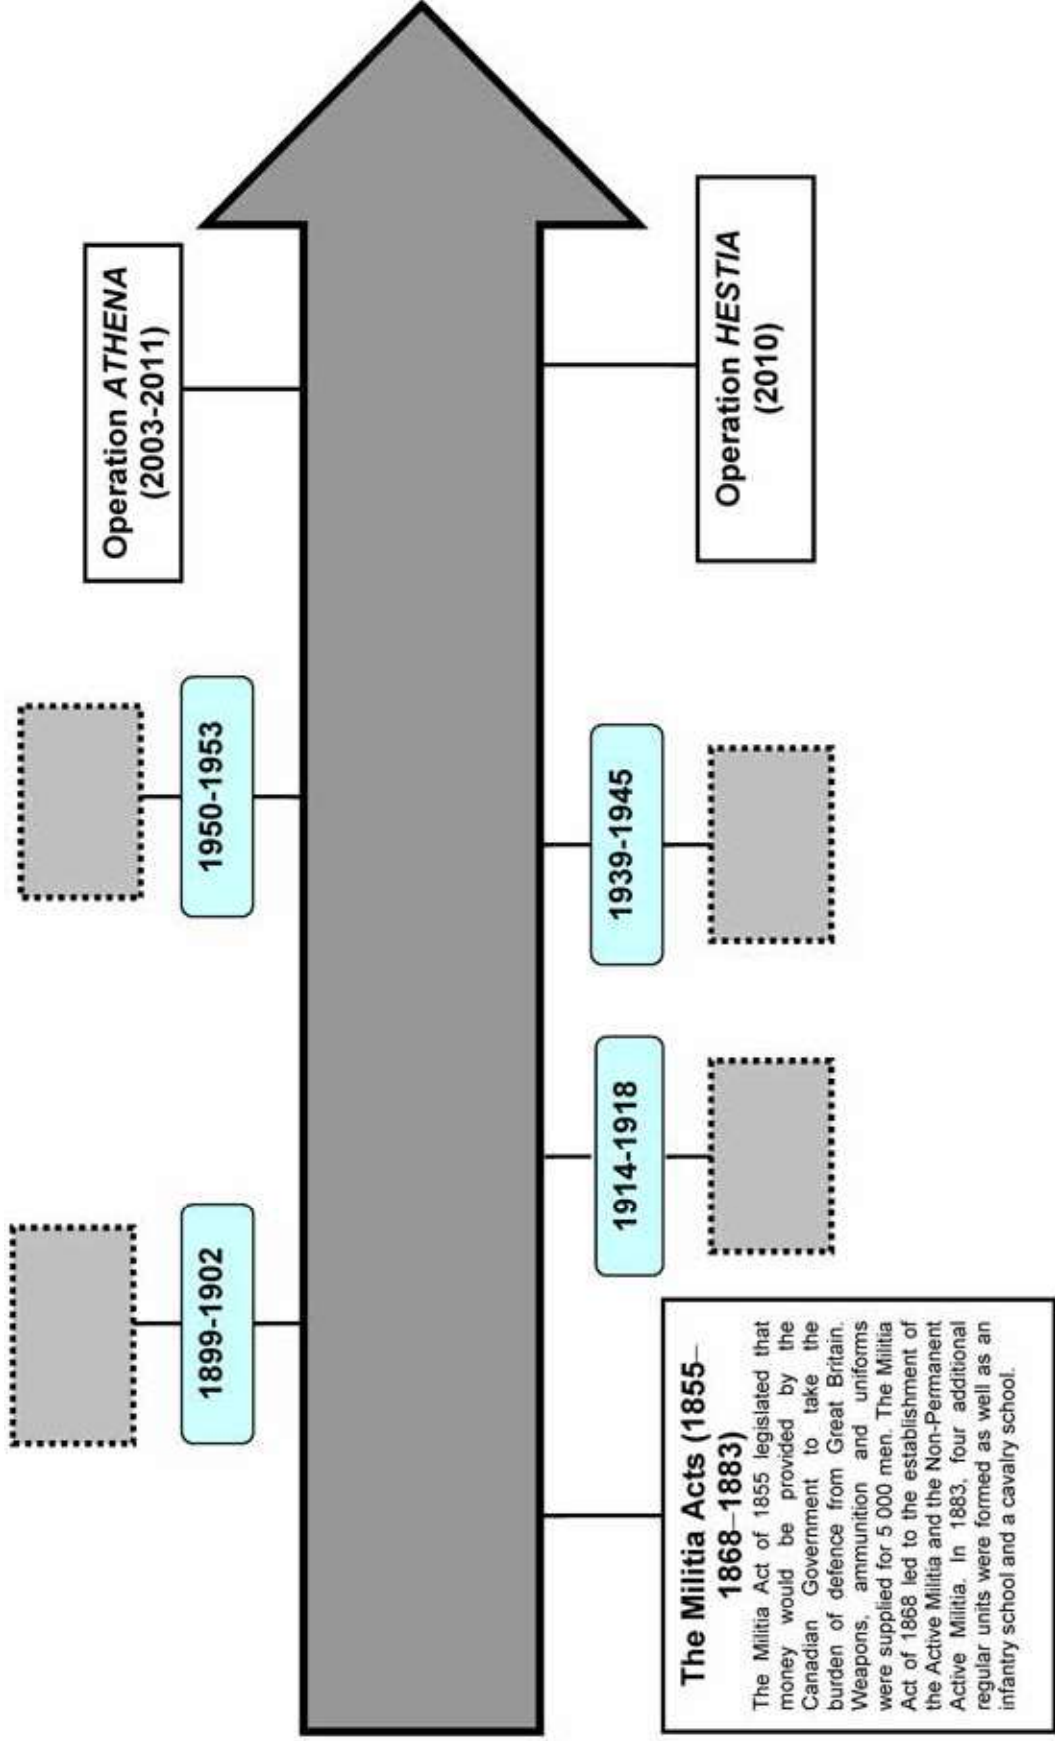 Operation ATHENA
(2003-2011)
1950-1953
1899-1902
1939-1945
1914-1918
Operation HESTIA
(2010)
The Militia Acts (1855–
1868–1883)
The Militia Act of 1855 legislated that
money would be provided by the
Canadian Government to take the
burden of defence from Great Britain.
Weapons, ammunition and uniforms
were supplied for 5 000 men. The Militia
Act of 1868 led to the establishment of
the Active Militia and the Non-Permanent
Active Militia. In 1883, four additional
regular units were formed as well as an
infantry school and a cavalry school.